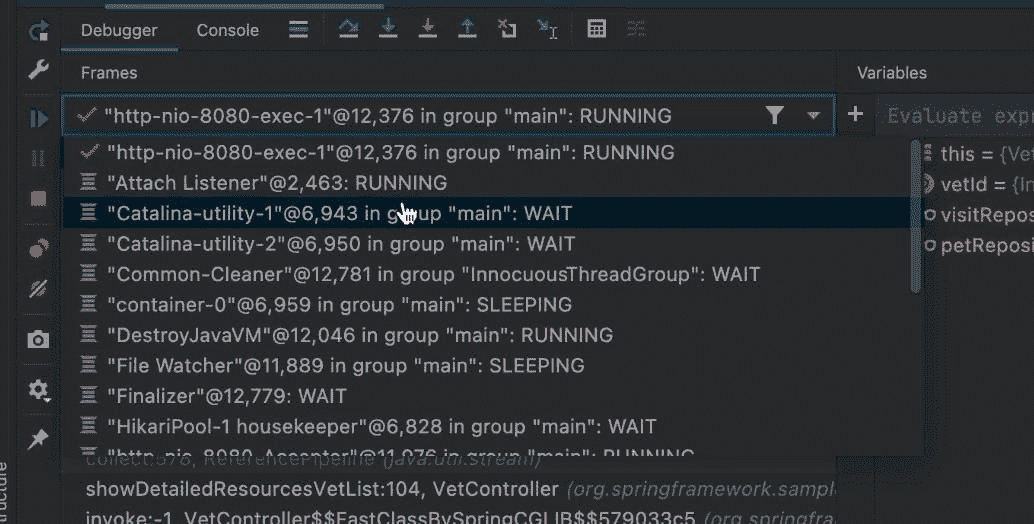 Debugger Console
Frames Variables
"http-nio-8080-exec-1"@12,376 in group "main": RUNNING Evaluate expr
"http-nio-8080-exec-1"@12,376 in group "main": RUNNING
this = {Vet
"Attach Listener"@2,463: RUNNING
vetId = {In
"Catalina-utility-1"@6,943 in group "main": WAIT
visitRepos
"Catalina-utility-2"@6,950 in group "main": WAIT
petReposi
"Common-Cleaner"@12,781 in group "InnocuousThreadGroup": WAIT
"container-0"@6,959 in group "main": SLEEPING
"DestroyJavaVM"@12,046 in group "main": RUNNING
"File Watcher"@11,889 in group "main": SLEEPING
"Finalizer"@12,779: WAIT
"HikariPool-1 housekeeper"@6,828 in group "main": WAIT
"http-nio-8080-Acceptor"@11,976 in group "main": RUNNING
collect:578, ReferencePipeline (java.util.stream)
showDetailedResourcesVetList:104, VetController (org.springframework.sampl
invoke:-1, VetController$$FastClassBySpringCGLIB$$579033c5 (org.springfra
ructure